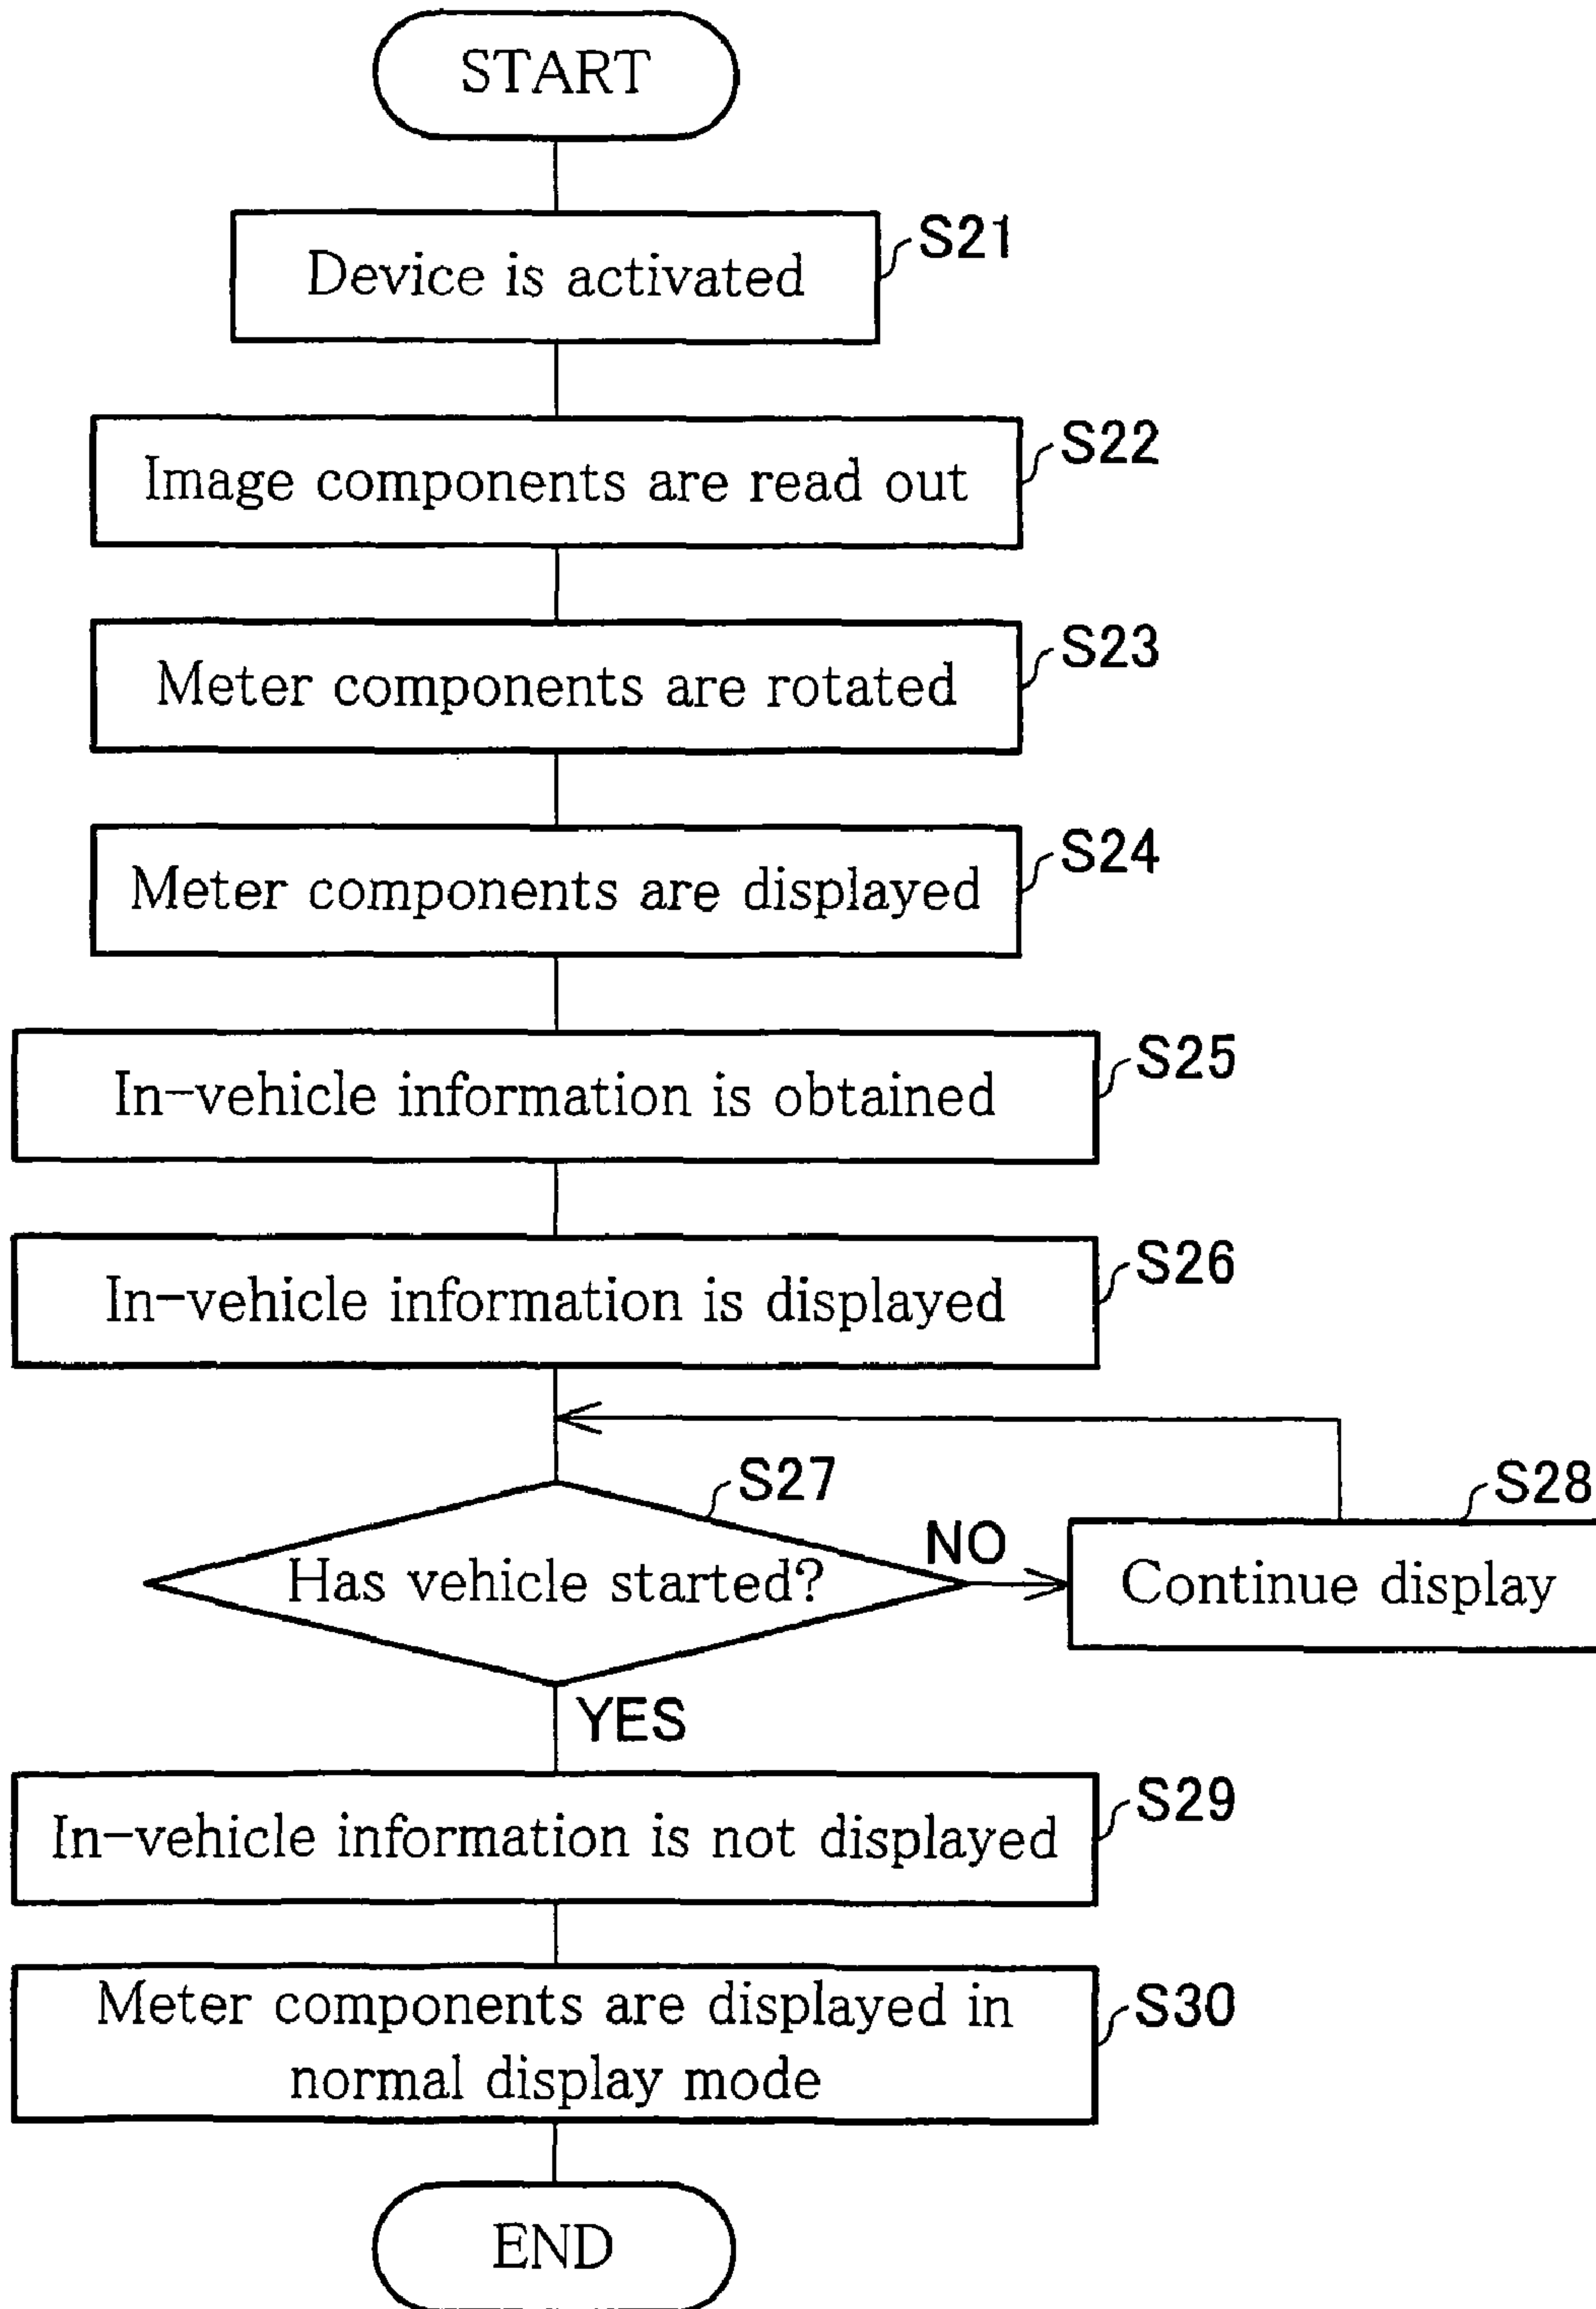 START
Device is activated
S21
Image components are read out
S22
Meter components are rotated
S23
Meter components are displayed
S24
In-vehicle information is obtained
S25
In-vehicle information is displayed
S26
Has vehicle started?
S27
NO
Continue display
S28
YES
In-vehicle information is not displayed
S29
Meter components are displayed in
normal display mode
S30
END